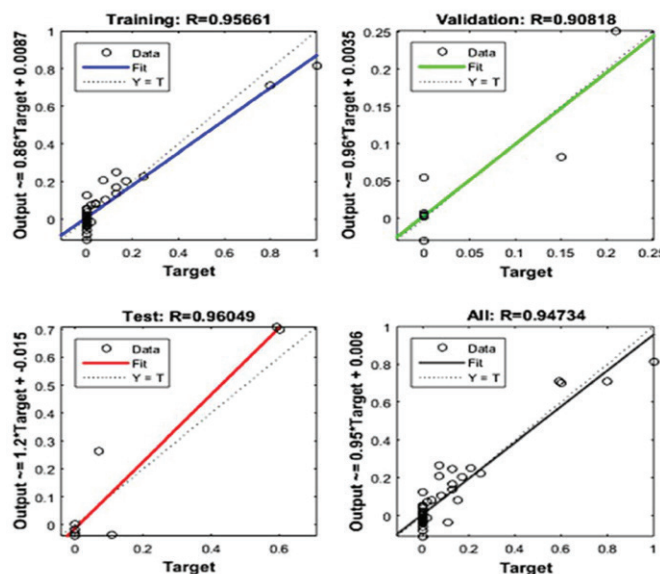 Training: R=0.95661
Output ~= 0.86*Target + 0.0087
1
0.8
0.6
0.4
0.2
0
Data
Fit
Y = T
0 0.2 0.4 0.6 0.8 1
Target
Validation: R=0.90818
Output ~= 0.96*Target + 0.0035
0.25
0.2
0.15
0.1
0.05
0
Data
Fit
Y = T
0 0.05 0.1 0.15 0.2 0.25
Target
Test: R=0.96049
Output ~= 1.2*Target + -0.015
0.7
0.6
0.5
0.4
0.3
0.2
0.1
0
Data
Fit
Y = T
0 0.2 0.4 0.6
Target
All: R=0.94734
Output ~= 0.95*Target + 0.006
1
0.8
0.6
0.4
0.2
0
Data
Fit
Y = T
0 0.2 0.4 0.6 0.8 1
Target